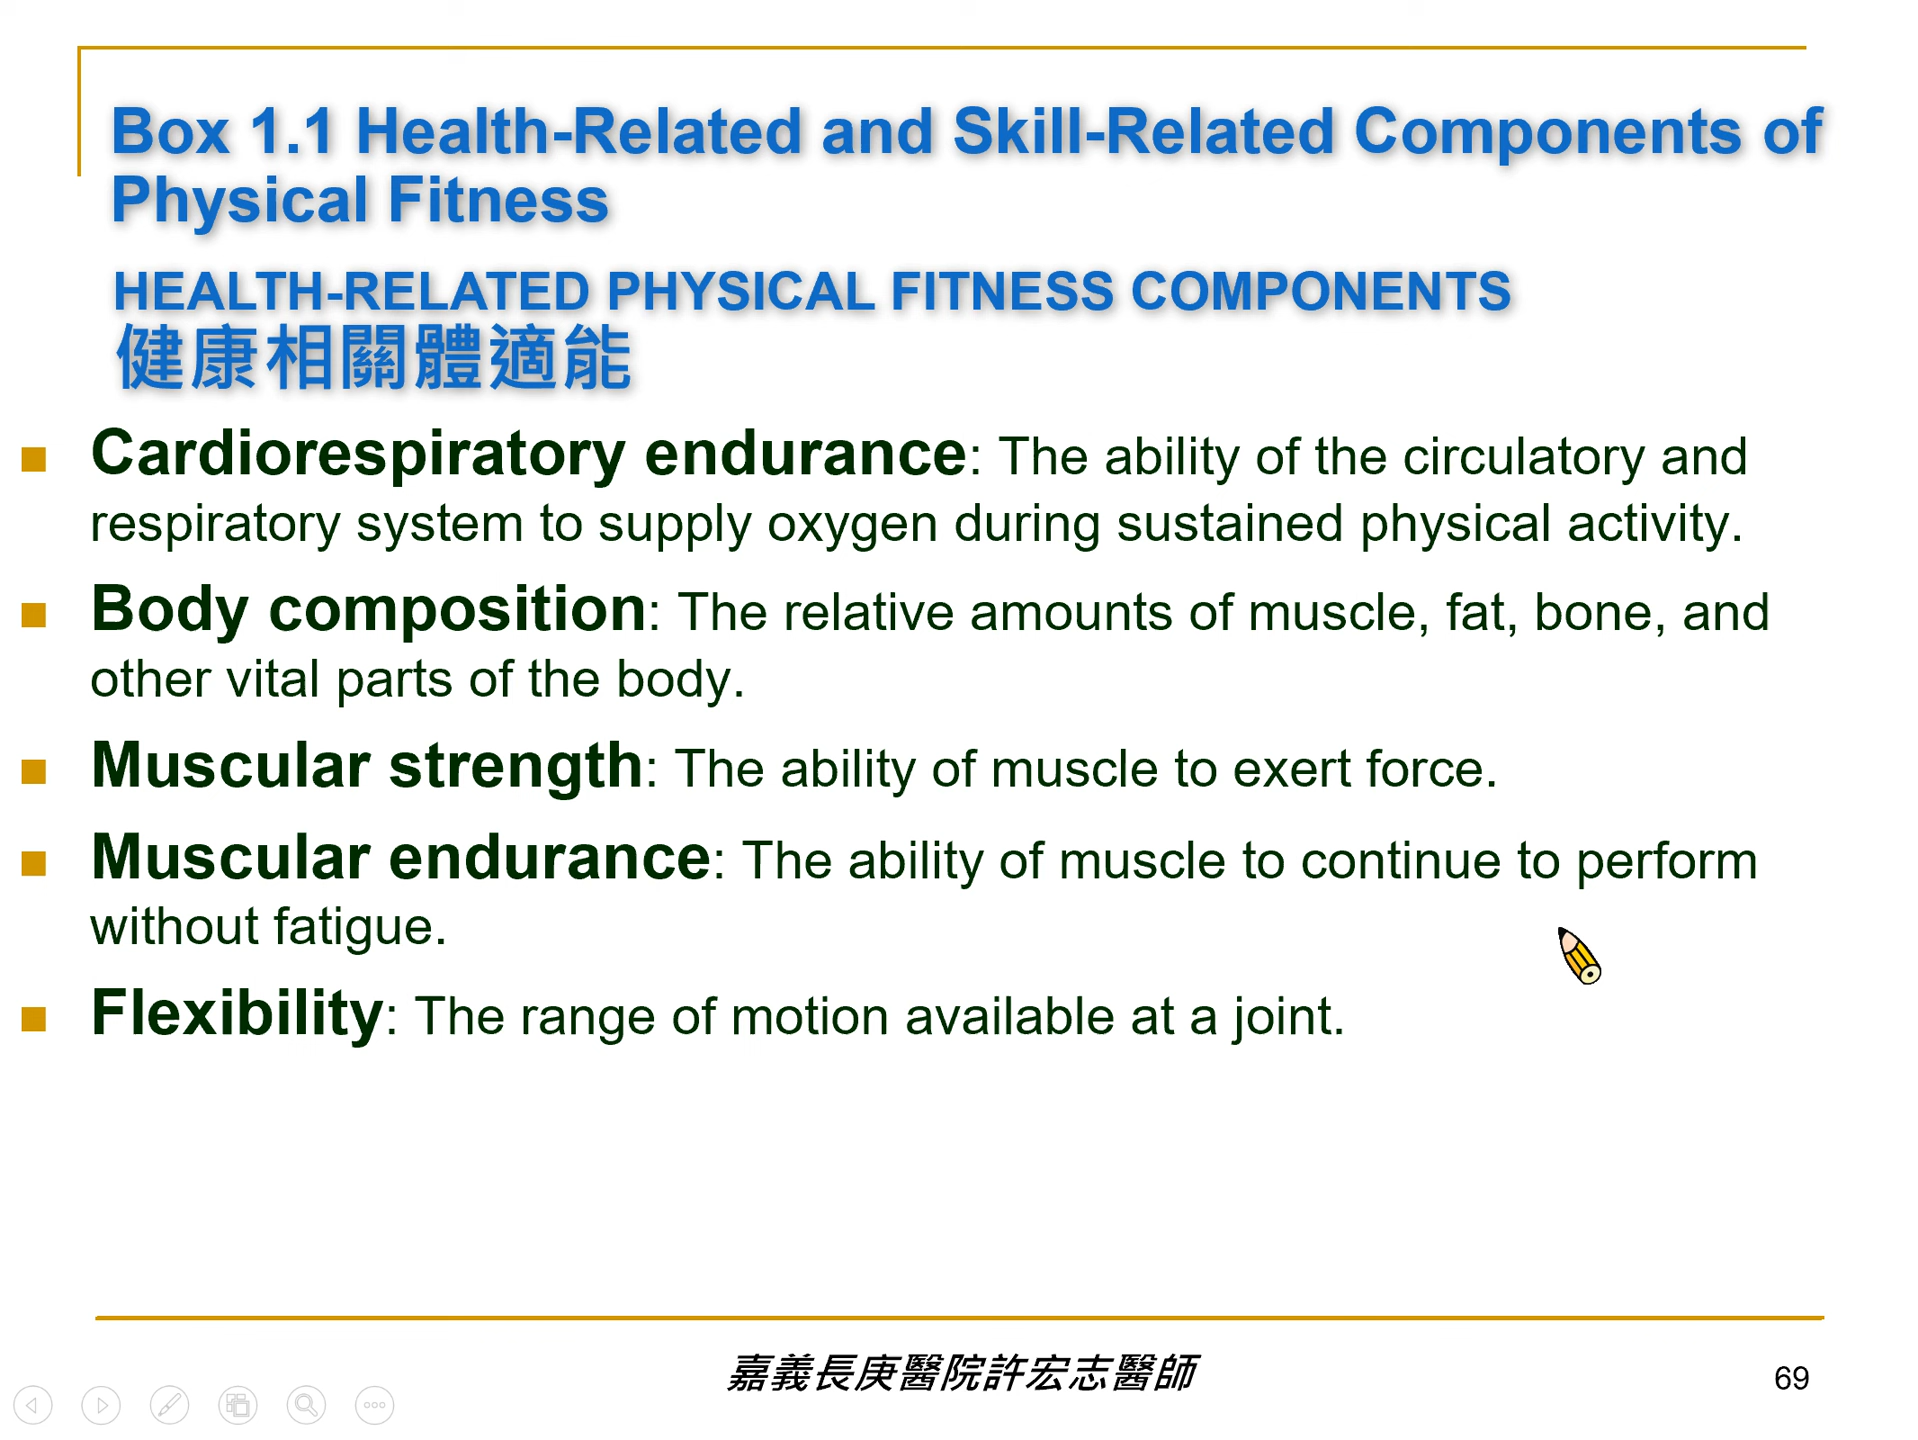 Box 1.1 Health-Related and Skill-Related Components of
Physical Fitness
HEALTH-RELATED PHYSICAL FITNESS COMPONENTS
健康相關體適能
Cardiorespiratory endurance: The ability of the circulatory and
respiratory system to supply oxygen during sustained physical activity.
Body composition: The relative amounts of muscle, fat, bone, and
other vital parts of the body.
Muscular strength: The ability of muscle to exert force.
Muscular endurance: The ability of muscle to continue to perform
without fatigue.
Flexibility: The range of motion available at a joint.
嘉義長庚醫院許宏志醫師
69